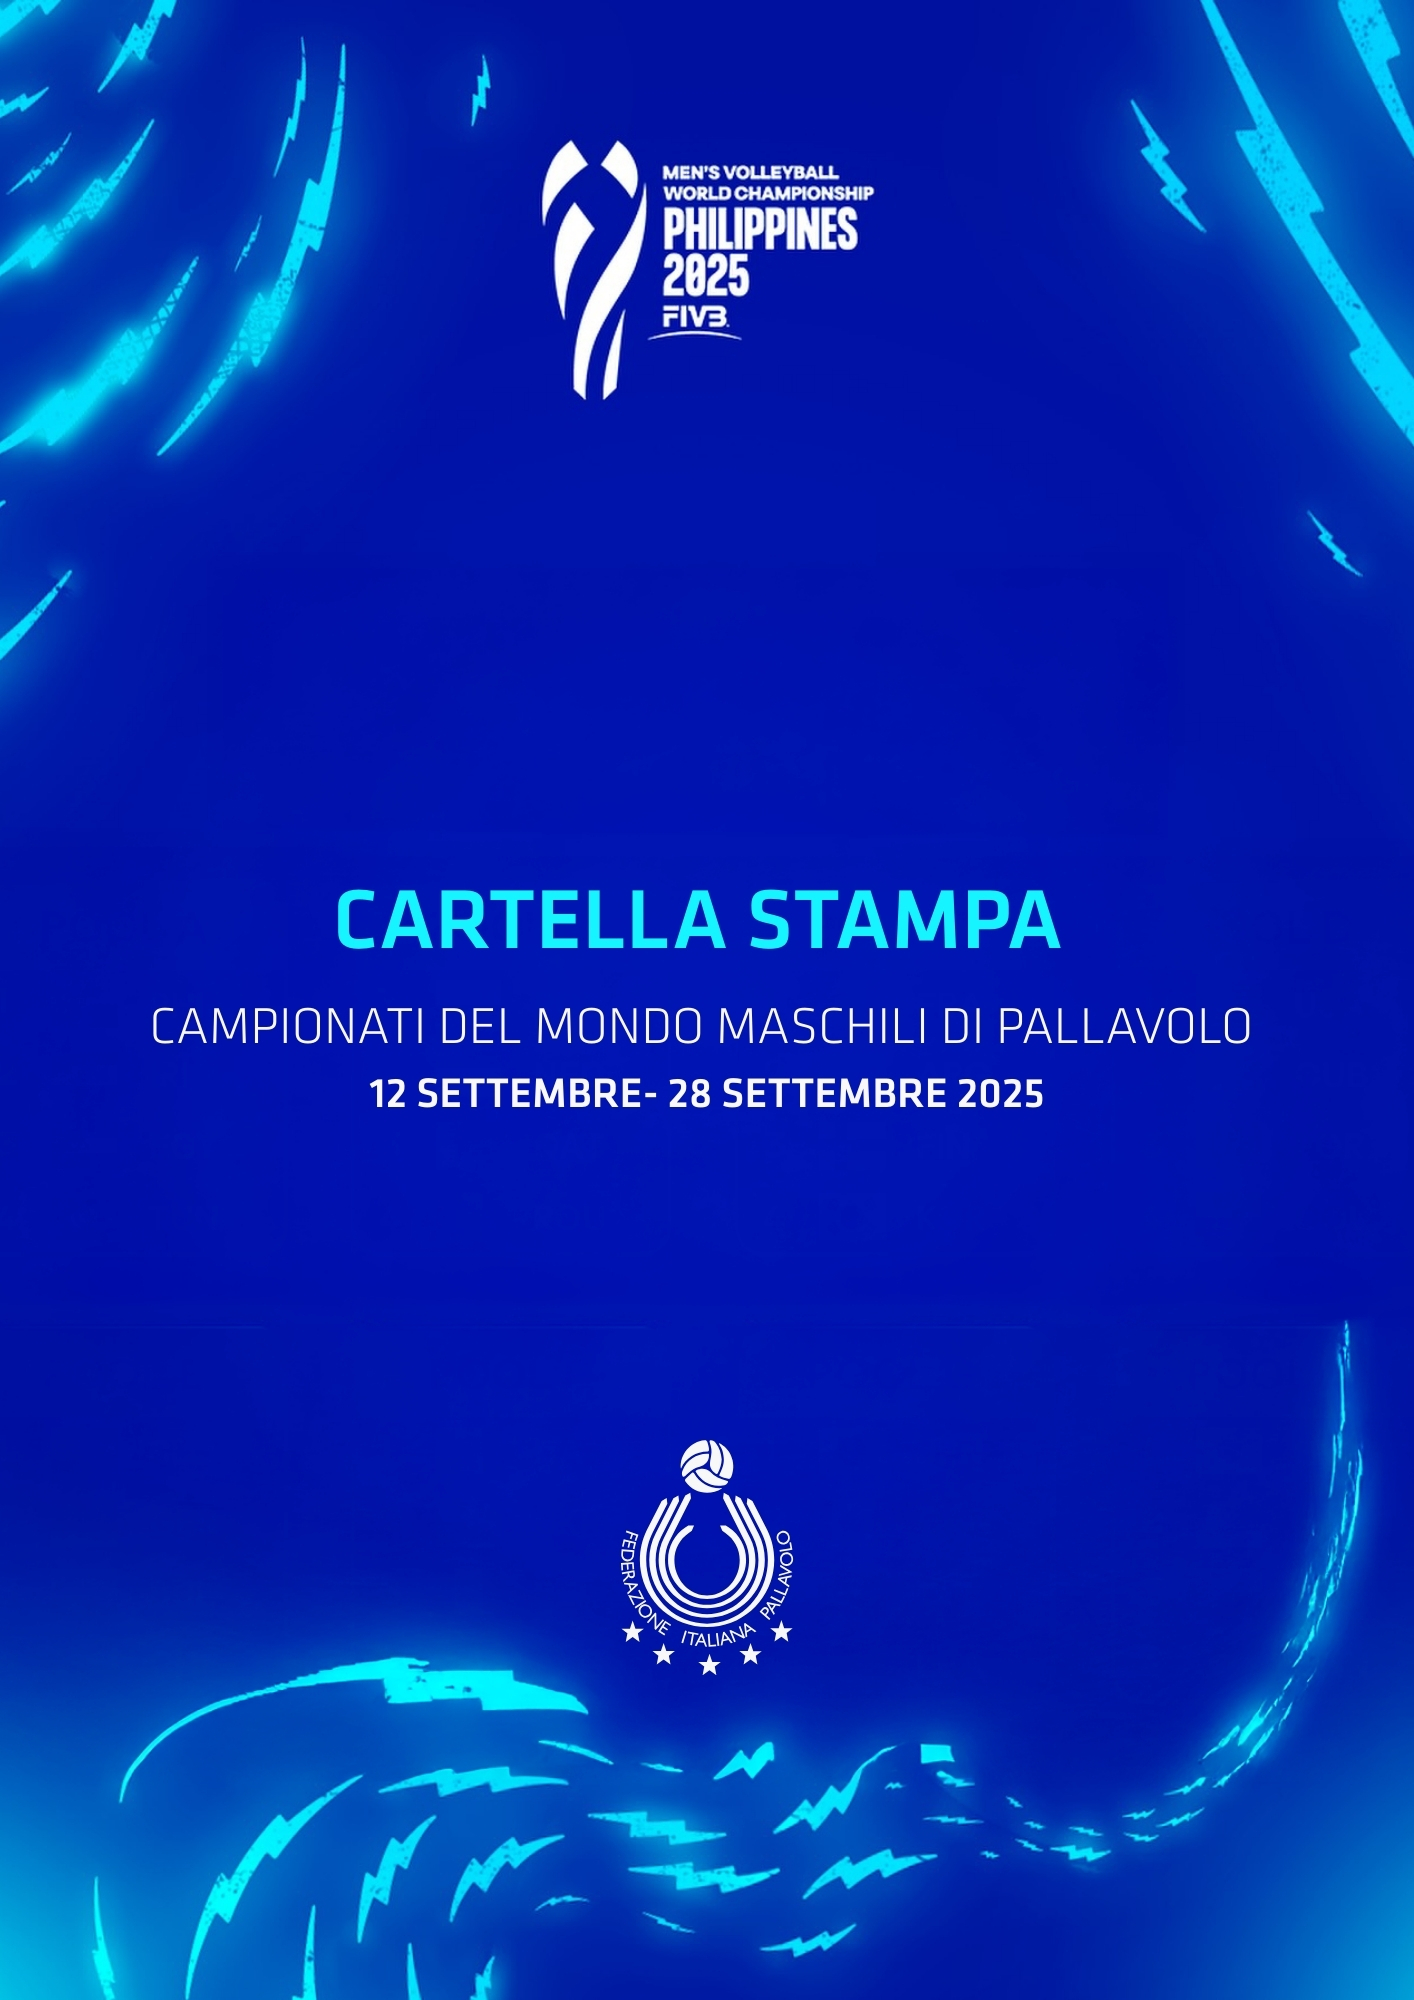 MEN'S VOLLEYBALL
WORLD CHAMPIONSHIP
PHILIPPINES
2025
FIVB
CARTELLA STAMPA
CAMPIONATI DEL MONDO MASCHILI DI PALLAVOLO
12 SETTEMBRE- 28 SETTEMBRE 2025
FEDERAZIONE ITALIANA PALLAVOLO